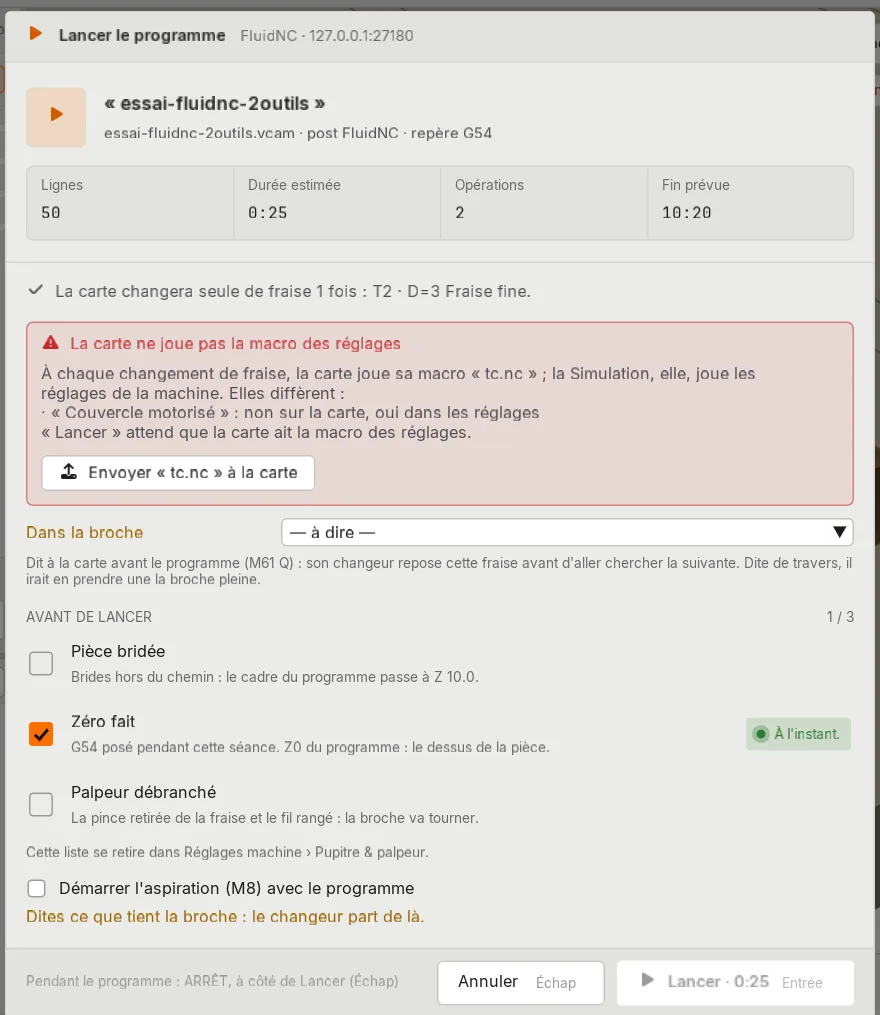 Lancer le programme FluidNC · 127.0.0.1:27180
« essai-fluidnc-2outils »
essai-fluidnc-2outils.vcam · post FluidNC · repère G54
Lignes Durée estimée Opérations Fin prévue
50 0:25 2 10:20
La carte changera seule de fraise 1 fois : T2 · D=3 Fraise fine.
La carte ne joue pas la macro des réglages
À chaque changement de fraise, la carte joue sa macro « tc.nc » ; la Simulation, elle, joue les
réglages de la machine. Elles diffèrent :
· « Couvercle motorisé » : non sur la carte, oui dans les réglages
« Lancer » attend que la carte ait la macro des réglages.
Envoyer « tc.nc » à la carte
Dans la broche — à dire —
Dit à la carte avant le programme (M61 Q) : son changeur repose cette fraise avant d'aller chercher la suivante. Dite de travers, il
irait en prendre une la broche pleine.
AVANT DE LANCER 1 / 3
Pièce bridée
Brides hors du chemin : le cadre du programme passe à Z 10.0.
Zéro fait
G54 posé pendant cette séance. Z0 du programme : le dessus de la pièce.
À l'instant.
Palpeur débranché
La pince retirée de la fraise et le fil rangé : la broche va tourner.
Cette liste se retire dans Réglages machine › Pupitre & palpeur.
Démarrer l'aspiration (M8) avec le programme
Dites ce que tient la broche : le changeur part de là.
Pendant le programme : ARRÊT, à côté de Lancer (Échap) Annuler Échap Lancer · 0:25 Entrée